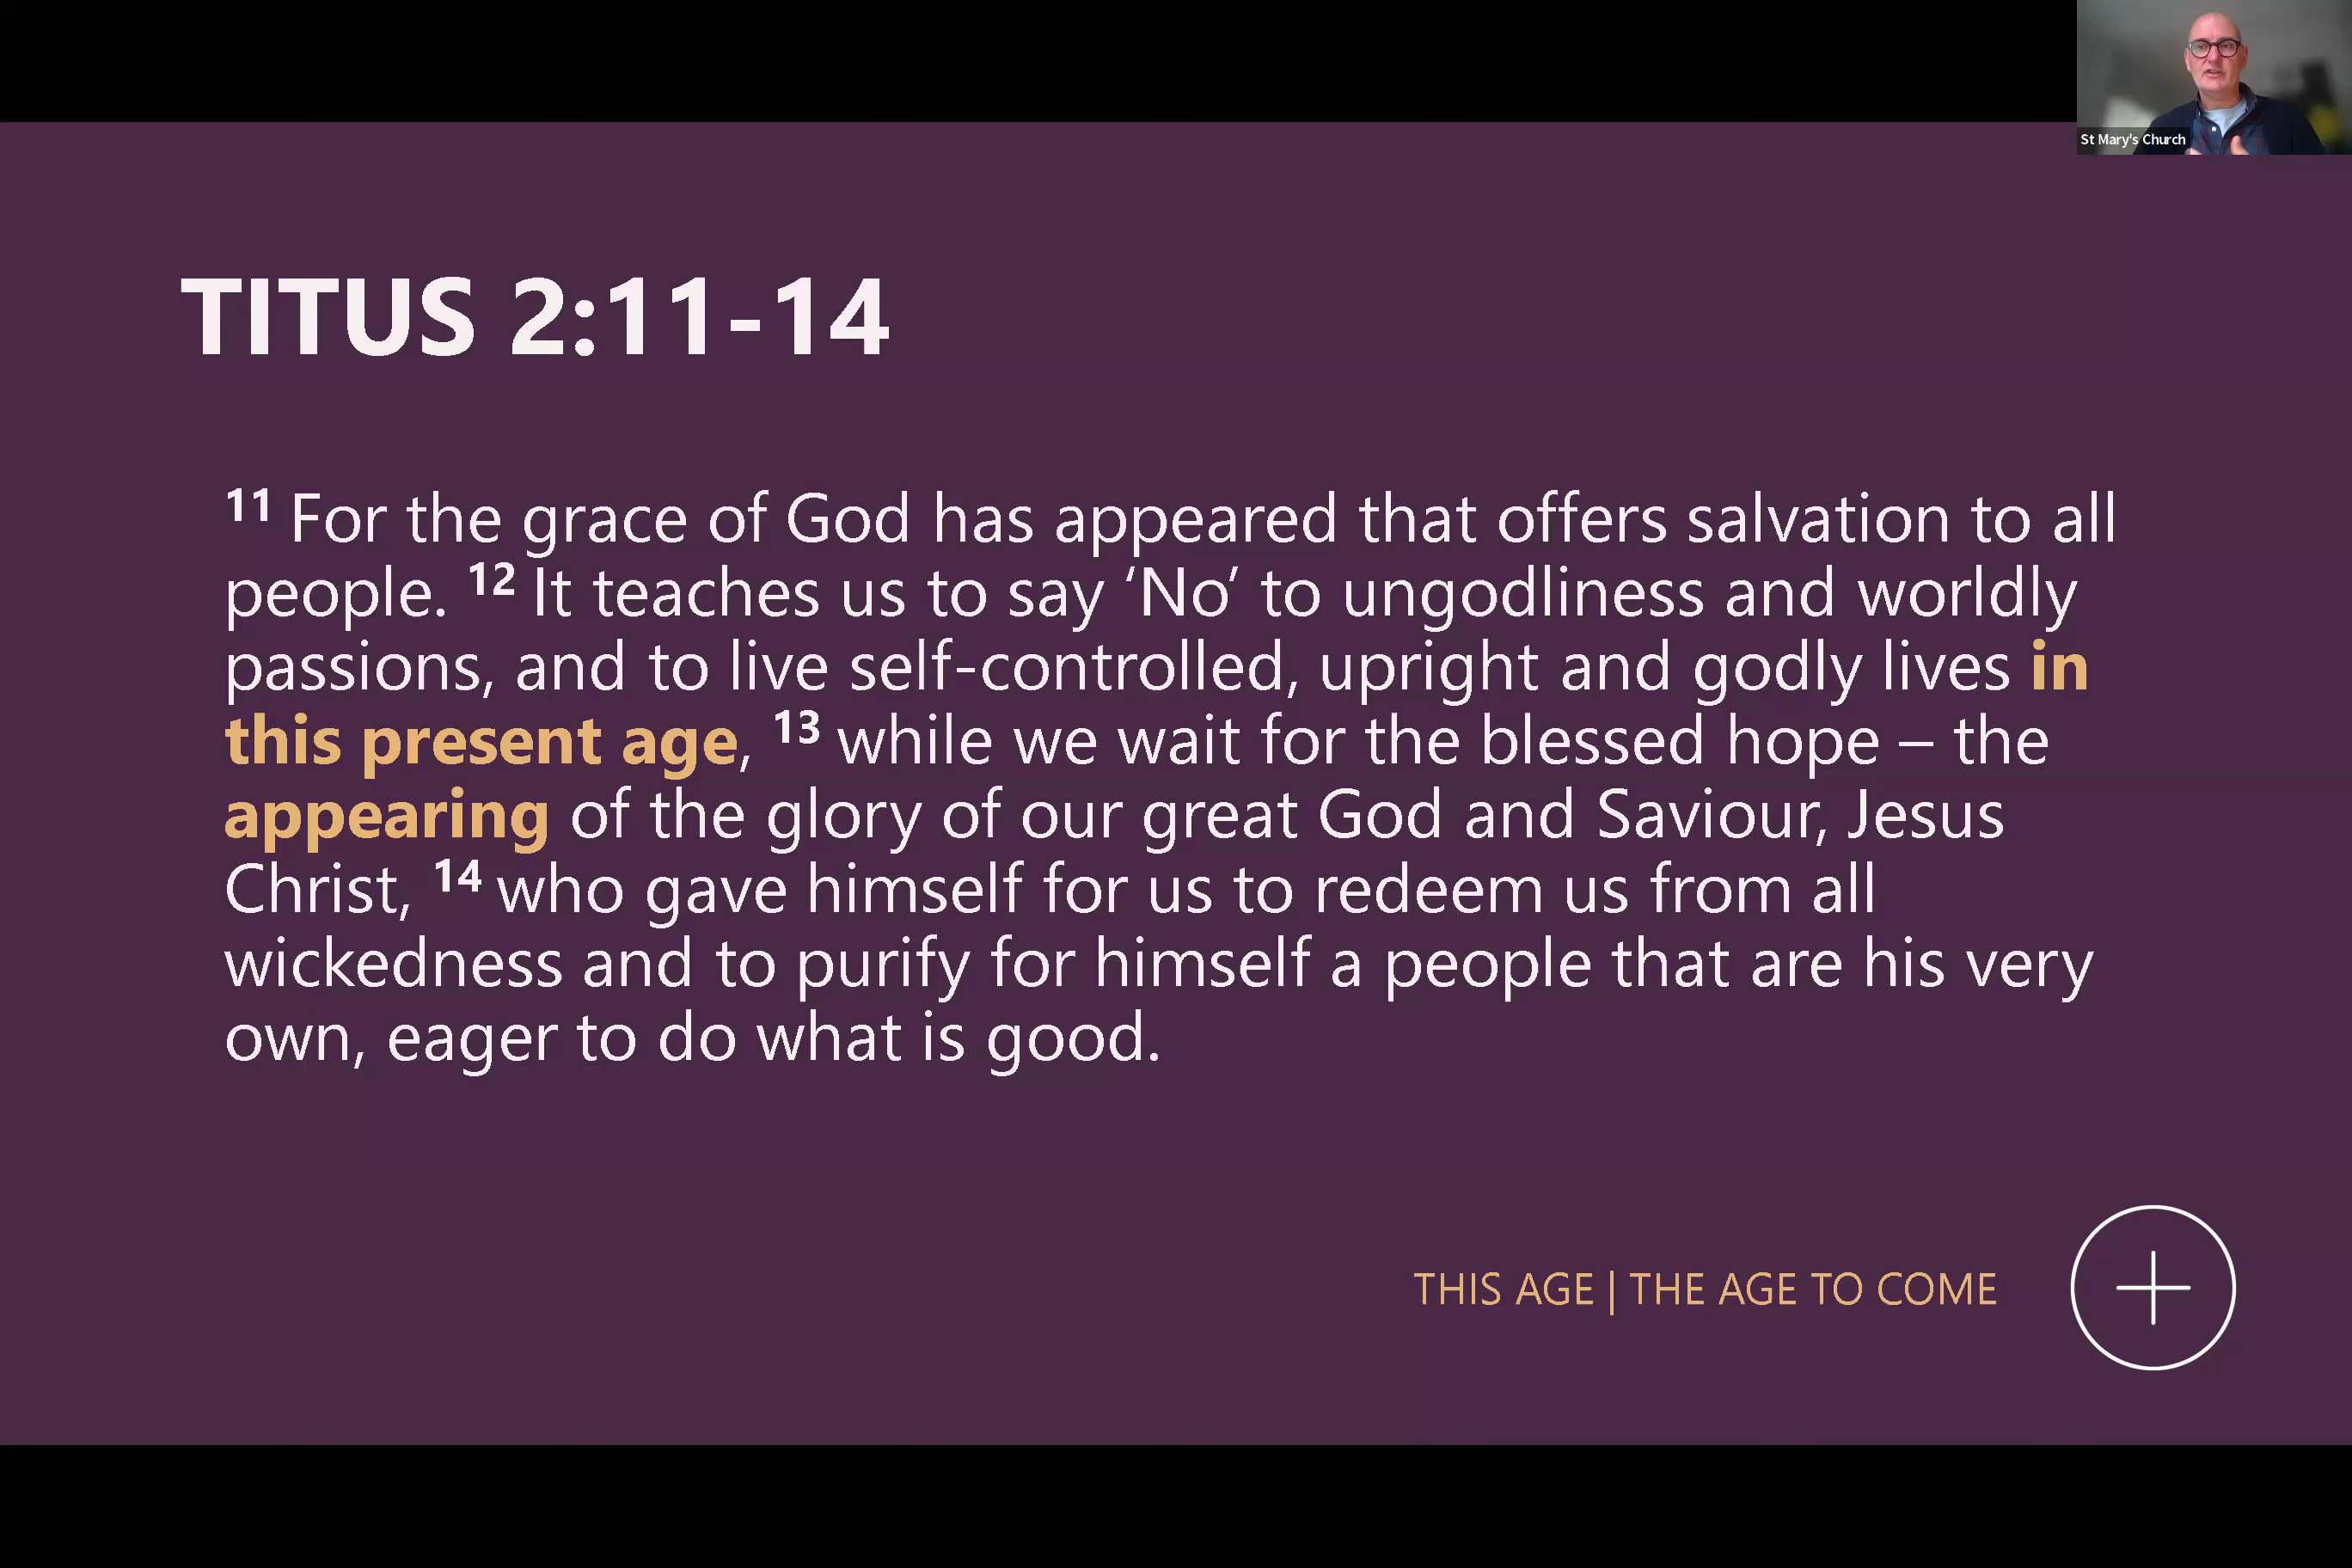 St Mary's Church
TITUS 2:11-14
11 For the grace of God has appeared that offers salvation to all
people. 12 It teaches us to say ‘No’ to ungodliness and worldly
passions, and to live self-controlled, upright and godly lives in
this present age, 13 while we wait for the blessed hope – the
appearing of the glory of our great God and Saviour, Jesus
Christ, 14 who gave himself for us to redeem us from all
wickedness and to purify for himself a people that are his very
own, eager to do what is good.
THIS AGE | THE AGE TO COME